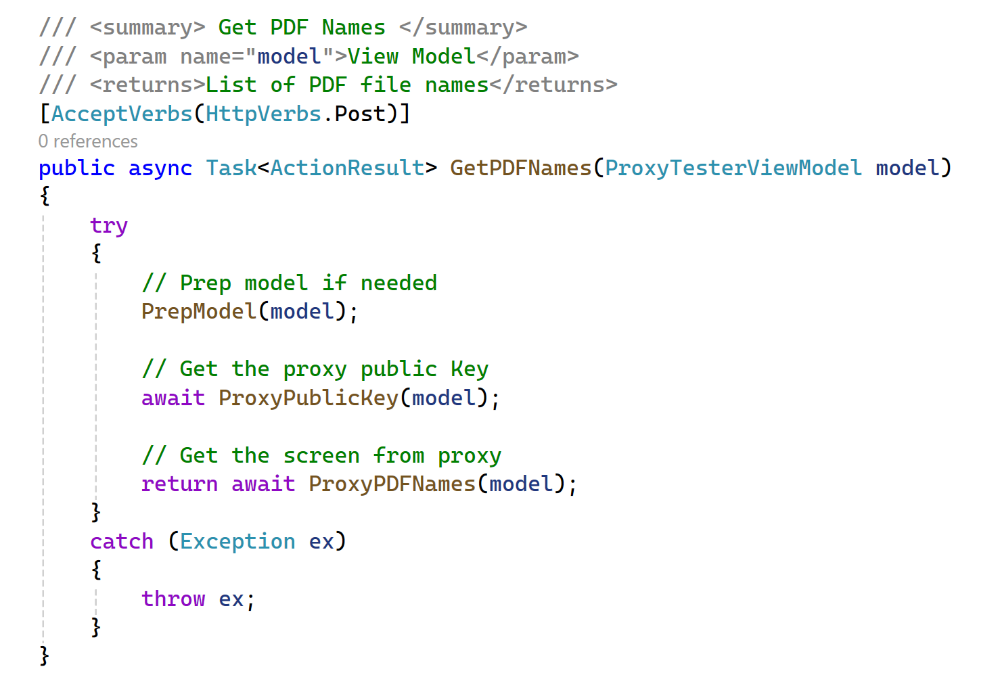 /// <summary> Get PDF Names </summary>
/// <param name="model">View Model</param>
/// <returns>List of PDF file names</returns>
[AcceptVerbs(HttpVerbs.Post)]
0 references
public async Task<ActionResult> GetPDFNames(ProxyTesterViewModel model)
{
    try
    {
        // Prep model if needed
        PrepModel(model);

        // Get the proxy public Key
        await ProxyPublicKey(model);

        // Get the screen from proxy
        return await ProxyPDFNames(model);
    }
    catch (Exception ex)
    {
        throw ex;
    }
}